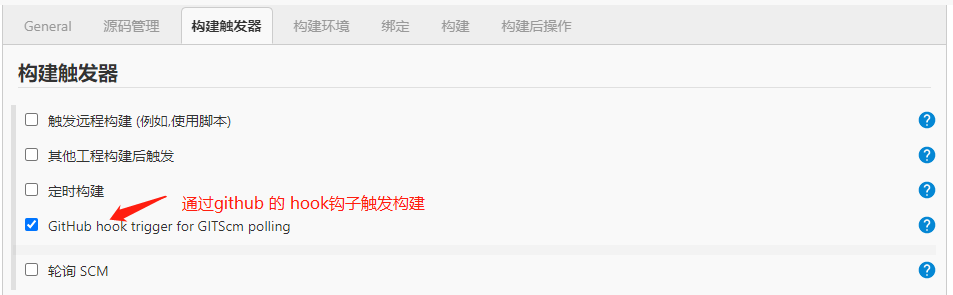 General 源码管理 构建触发器 构建环境 绑定 构建 构建后操作
构建触发器
触发远程构建 (例如,使用脚本)
其他工程构建后触发
定时构建
通过github 的 hook钩子触发构建
GitHub hook trigger for GITScm polling
轮询 SCM